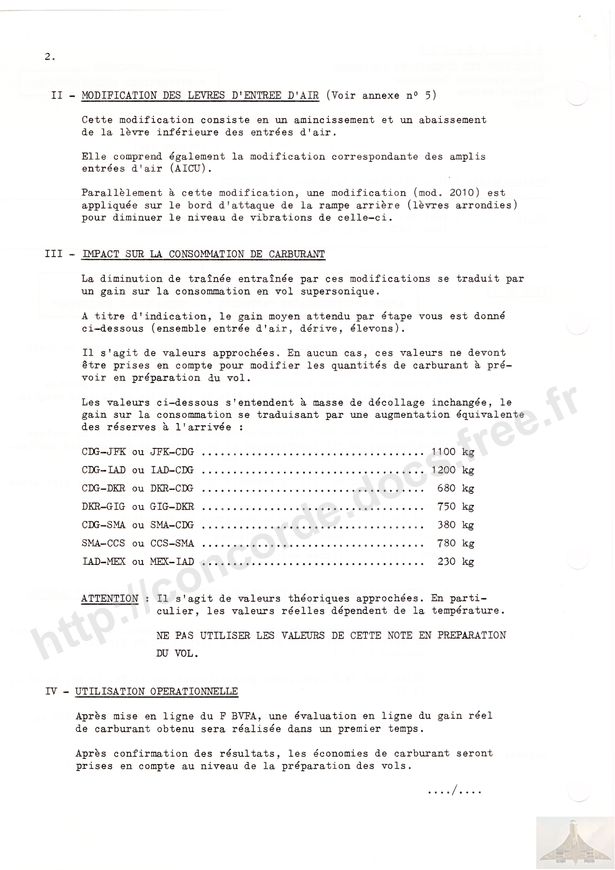 2.
II - MODIFICATION DES LEVRES D'ENTREE D'AIR (Voir annexe n° 5)
Cette modification consiste en un amincissement et un abaissement
de la lèvre inférieure des entrées d'air.
Elle comprend également la modification correspondante des amplis
entrées d'air (AICU).
Parallèlement à cette modification, une modification (mod. 2010) est
appliquée sur le bord d'attaque de la rampe arrière (lèvres arrondies)
pour diminuer le niveau de vibrations de celle-ci.
III - IMPACT SUR LA CONSOMMATION DE CARBURANT
La diminution de traînée entraînée par ces modifications se traduit par
un gain sur la consommation en vol supersonique.
A titre d'indication, le gain moyen attendu par étape vous est donné
ci-dessous (ensemble entrée d'air, dérive, élevons).
Il s'agit de valeurs approchées. En aucun cas, ces valeurs ne devont
être prises en compte pour modifier les quantités de carburant à pré-
voir en préparation du vol.
Les valeurs ci-dessous s'entendent à masse de décollage inchangée, le
gain sur la consommation se traduisant par une augmentation équivalente
des réserves à l'arrivée :
CDG-JFK ou JFK-CDG .................................... 1100 kg
CDG-IAD ou IAD-CDG .................................... 1200 kg
CDG-DKR ou DKR-CDG .................................... 680 kg
DKR-GIG ou GIG-DKR .................................... 750 kg
CDG-SMA ou SMA-CDG .................................... 380 kg
SMA-CCS ou CCS-SMA .................................... 780 kg
IAD-MEX ou MEX-IAD .................................... 230 kg
ATTENTION : Il s'agit de valeurs théoriques approchées. En parti-
culier, les valeurs réelles dépendent de la température.
NE PAS UTILISER LES VALEURS DE CETTE NOTE EN PREPARATION
DU VOL.
IV - UTILISATION OPERATIONNELLE
Après mise en ligne du F BVFA, une évaluation en ligne du gain réel
de carburant obtenu sera réalisée dans un premier temps.
Après confirmation des résultats, les économies de carburant seront
prises en compte au niveau de la préparation des vols.
..../....
http://concorde.docs.free.fr